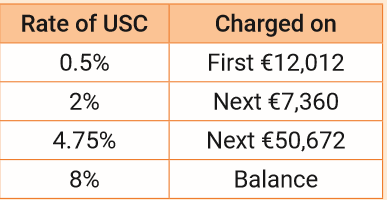 Rate of USC Charged on
0.5% First €12,012
2% Next €7,360
4.75% Next €50,672
8% Balance